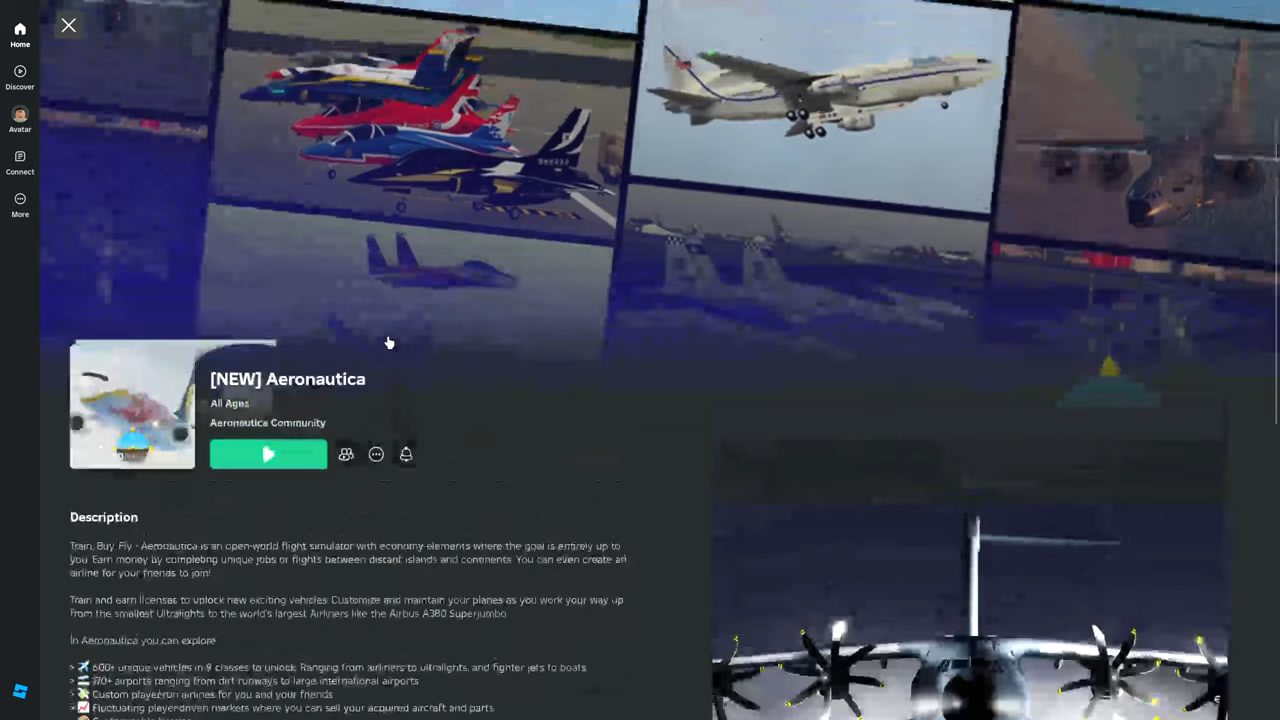 Home
Discover
Avatar
Connect
More
[NEW] Aeronautica
All Ages
Aeronautica Community
Description
Train, Buy, Fly - Aeronautica is an open-world flight simulator with economy elements where the goal is entirely up to
you. Earn money by completing unique jobs or flights between distant islands and continents. You can even create an
airline for your friends to join!
Train and earn licenses to unlock new exciting vehicles. Customize and maintain your planes as you work your way up
from the smallest Ultralights to the world's largest Airliners like the Airbus A380 Superjumbo
In Aeronautica you can explore
> ✈️ 600+ unique vehicles in 9 classes to unlock. Ranging from airliners to ultralights, and fighter jets to boats
170+ airports ranging from dirt runways to large international airports
> 💸 Custom player-run airlines for you and your friends
> 📈 Fluctuating player-driven markets where you can sell your acquired aircraft and parts